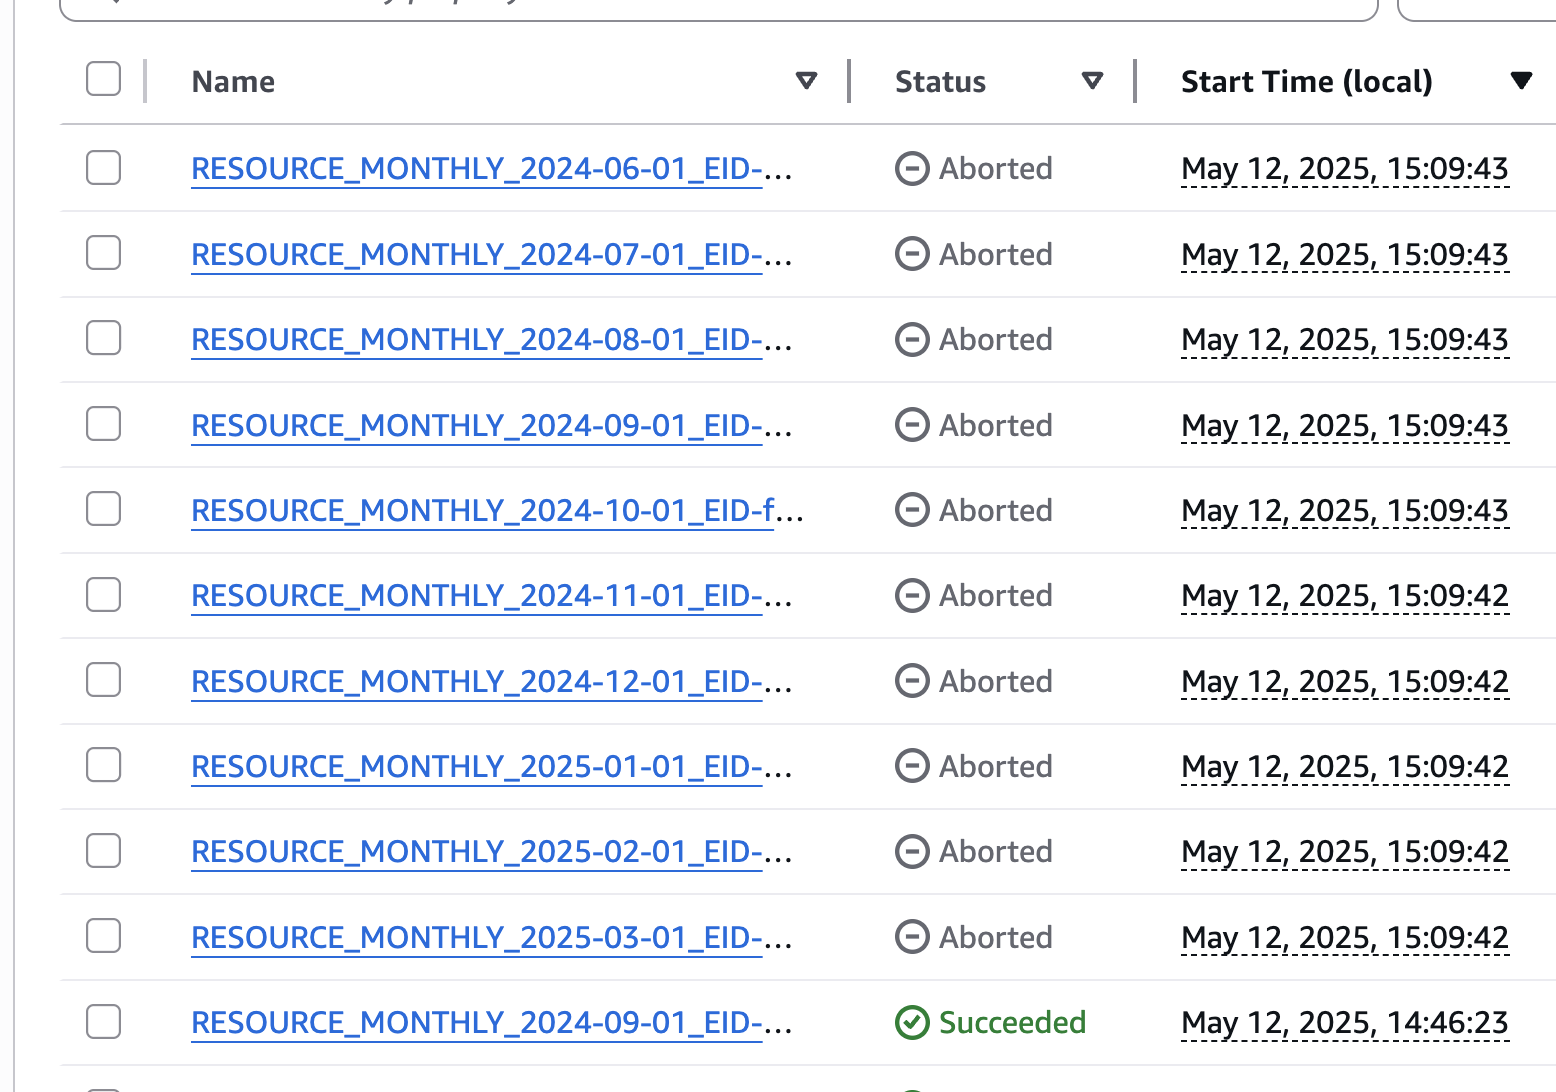 Name Status Start Time (local)
RESOURCE_MONTHLY_2024-06-01_EID-... Aborted May 12, 2025, 15:09:43
RESOURCE_MONTHLY_2024-07-01_EID-... Aborted May 12, 2025, 15:09:43
RESOURCE_MONTHLY_2024-08-01_EID-... Aborted May 12, 2025, 15:09:43
RESOURCE_MONTHLY_2024-09-01_EID-... Aborted May 12, 2025, 15:09:43
RESOURCE_MONTHLY_2024-10-01_EID-f... Aborted May 12, 2025, 15:09:43
RESOURCE_MONTHLY_2024-11-01_EID-... Aborted May 12, 2025, 15:09:42
RESOURCE_MONTHLY_2024-12-01_EID-... Aborted May 12, 2025, 15:09:42
RESOURCE_MONTHLY_2025-01-01_EID-... Aborted May 12, 2025, 15:09:42
RESOURCE_MONTHLY_2025-02-01_EID-... Aborted May 12, 2025, 15:09:42
RESOURCE_MONTHLY_2025-03-01_EID-... Aborted May 12, 2025, 15:09:42
RESOURCE_MONTHLY_2024-09-01_EID-... Succeeded May 12, 2025, 14:46:23